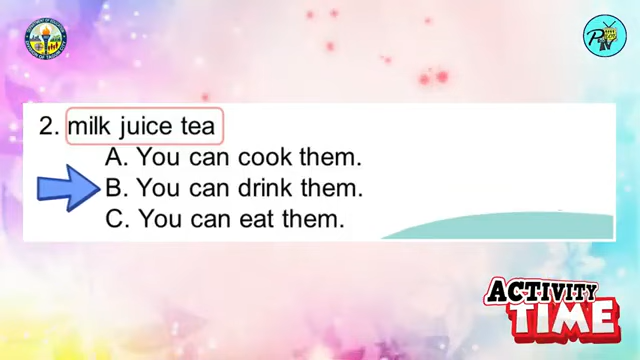 2. milk juice tea
A. You can cook them.
B. You can drink them.
C. You can eat them.
ACTIVITY
TIME